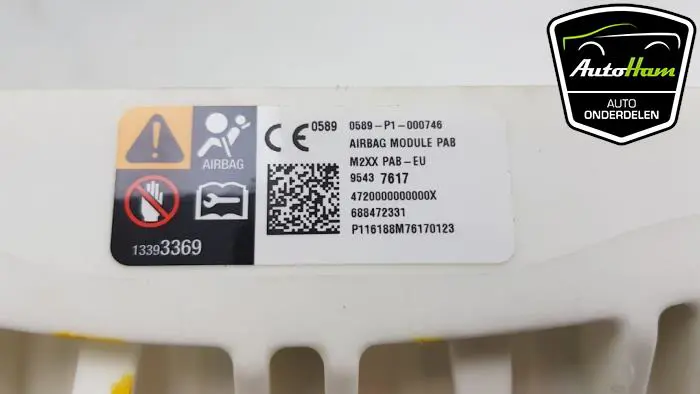 AutoHam
AUTO
ONDERDELEN
AIRBAG
13393369
0589
0589-P1-000746
AIRBAG MODULE PAB
M2XX PAB-EU
9543 7617
4720000000000X
688472331
P116188M76170123